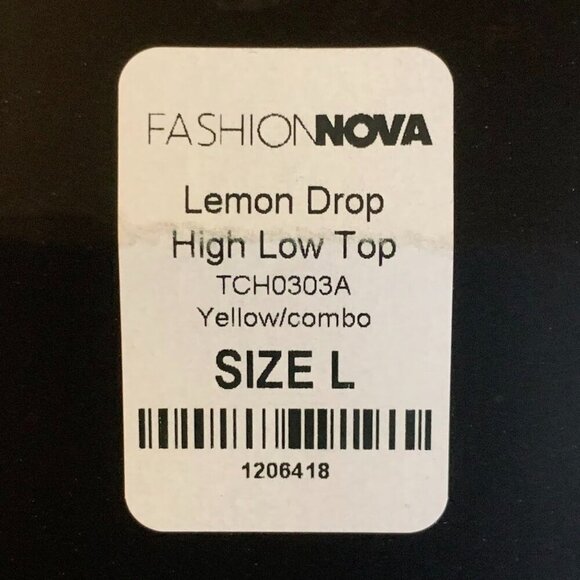 FASHIONNOVA
Lemon Drop
High Low Top
TCH0303A
Yellow/combo
SIZE L
1206418